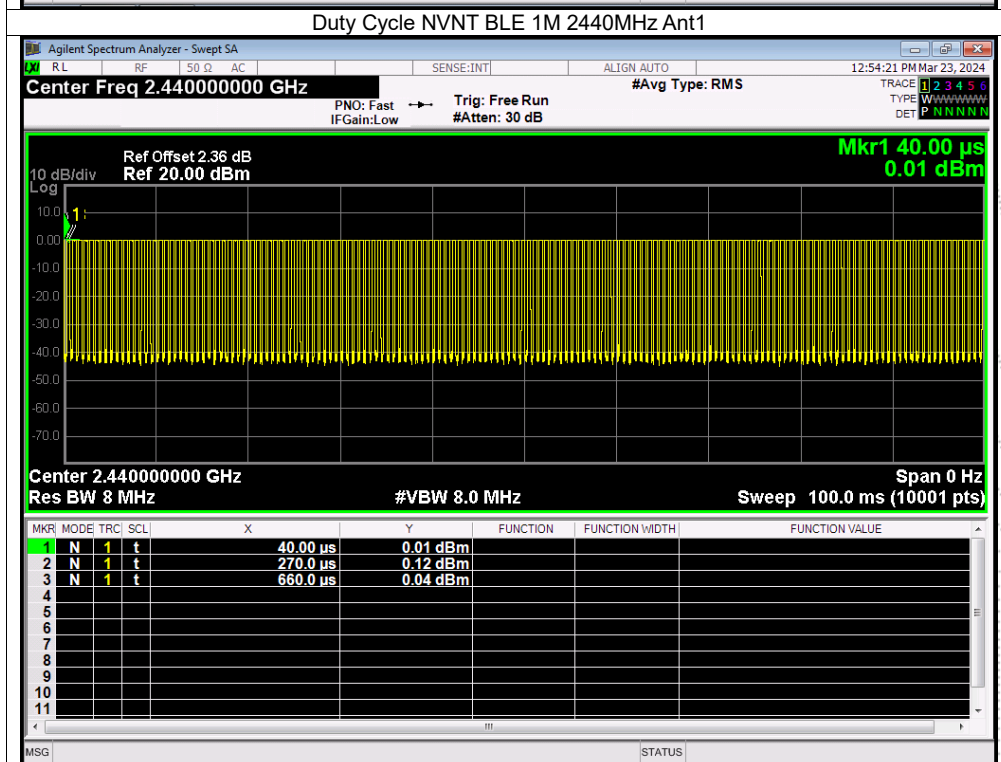 Duty Cycle NVNT BLE 1M 2440MHz Ant1
Agilent Spectrum Analyzer - Swept SA
LXI RL RF 50 Ω AC SENSE:INT ALIGN AUTO 12:54:21 PM Mar 23, 2024
Center Freq 2.440000000 GHz #Avg Type: RMS TRACE 1 2 3 4 5 6
PNO: Fast Trig: Free Run TYPE WWWWWW
IFGain:Low #Atten: 30 dB DET P N N N N N
Mkr1 40.00 µs
0.01 dBm
Ref Offset 2.36 dB
10 dB/div Ref 20.00 dBm
Log
10.0
1
0.00
-10.0
-20.0
-30.0
-40.0
-50.0
-60.0
-70.0
Center 2.440000000 GHz Span 0 Hz
Res BW 8 MHz #VBW 8.0 MHz Sweep 100.0 ms (10001 pts)
MKR MODE TRC SCL X Y FUNCTION FUNCTION WIDTH FUNCTION VALUE
1 N 1 t 40.00 µs 0.01 dBm
2 N 1 t 270.0 µs 0.12 dBm
3 N 1 t 660.0 µs 0.04 dBm
4
5
6
7
8
9
10
11
MSG STATUS